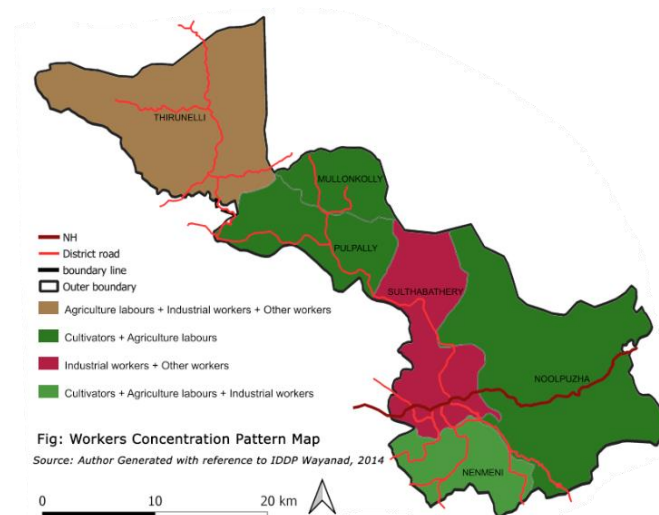 THIRUNELLI
MULLONKOLLY
PULPALLY
SULTHABATHERY
NOOLPUZHA
NENMENI
NH
District road
boundary line
Outer boundary
Agriculture labours + Industrial workers + Other workers
Cultivators + Agriculture labours
Industrial workers + Other workers
Cultivators + Agriculture labours + Industrial workers
Fig: Workers Concentration Pattern Map
Source: Author Generated with reference to IDDP Wayanad, 2014
0 10 20 km